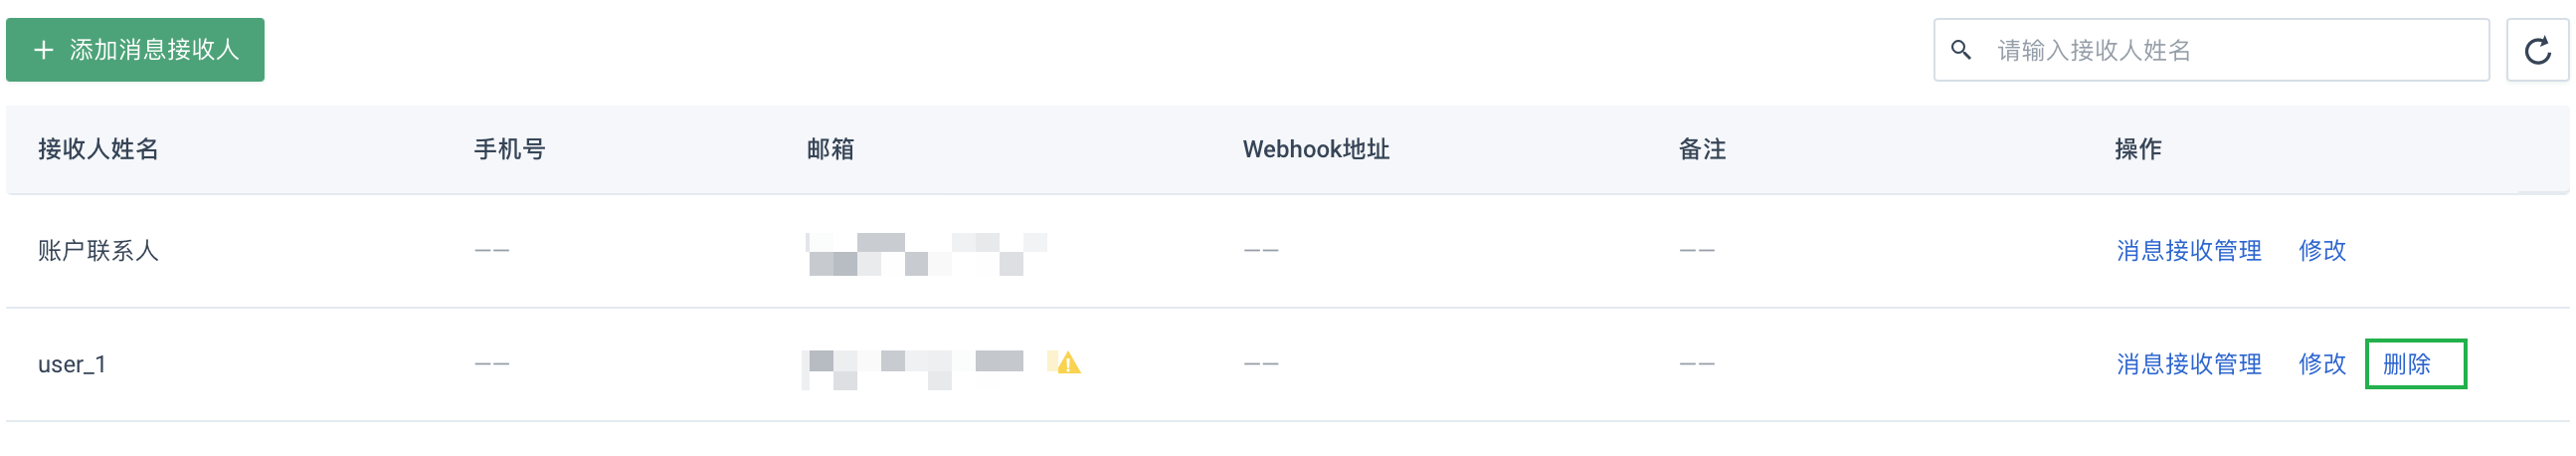 + 添加消息接收人
请输入接收人姓名
接收人姓名 手机号 邮箱 Webhook地址 备注 操作
账户联系人 –– –– –– 消息接收管理 修改
user_1 –– –– –– 消息接收管理 修改 删除